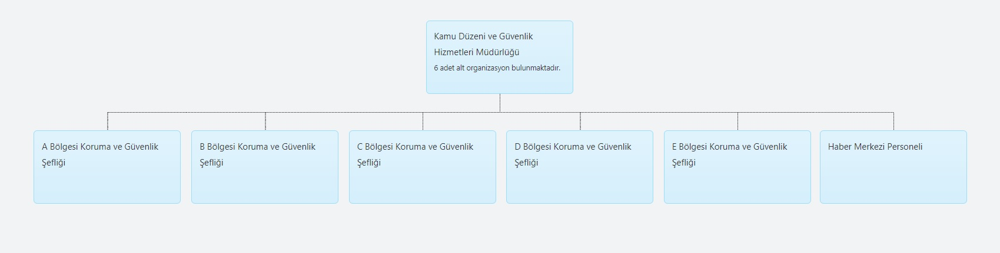 Kamu Düzeni ve Güvenlik
Hizmetleri Müdürlüğü
6 adet alt organizasyon bulunmaktadır.
A Bölgesi Koruma ve Güvenlik
Şefliği
B Bölgesi Koruma ve Güvenlik
Şefliği
C Bölgesi Koruma ve Güvenlik
Şefliği
D Bölgesi Koruma ve Güvenlik
Şefliği
E Bölgesi Koruma ve Güvenlik
Şefliği
Haber Merkezi Personeli